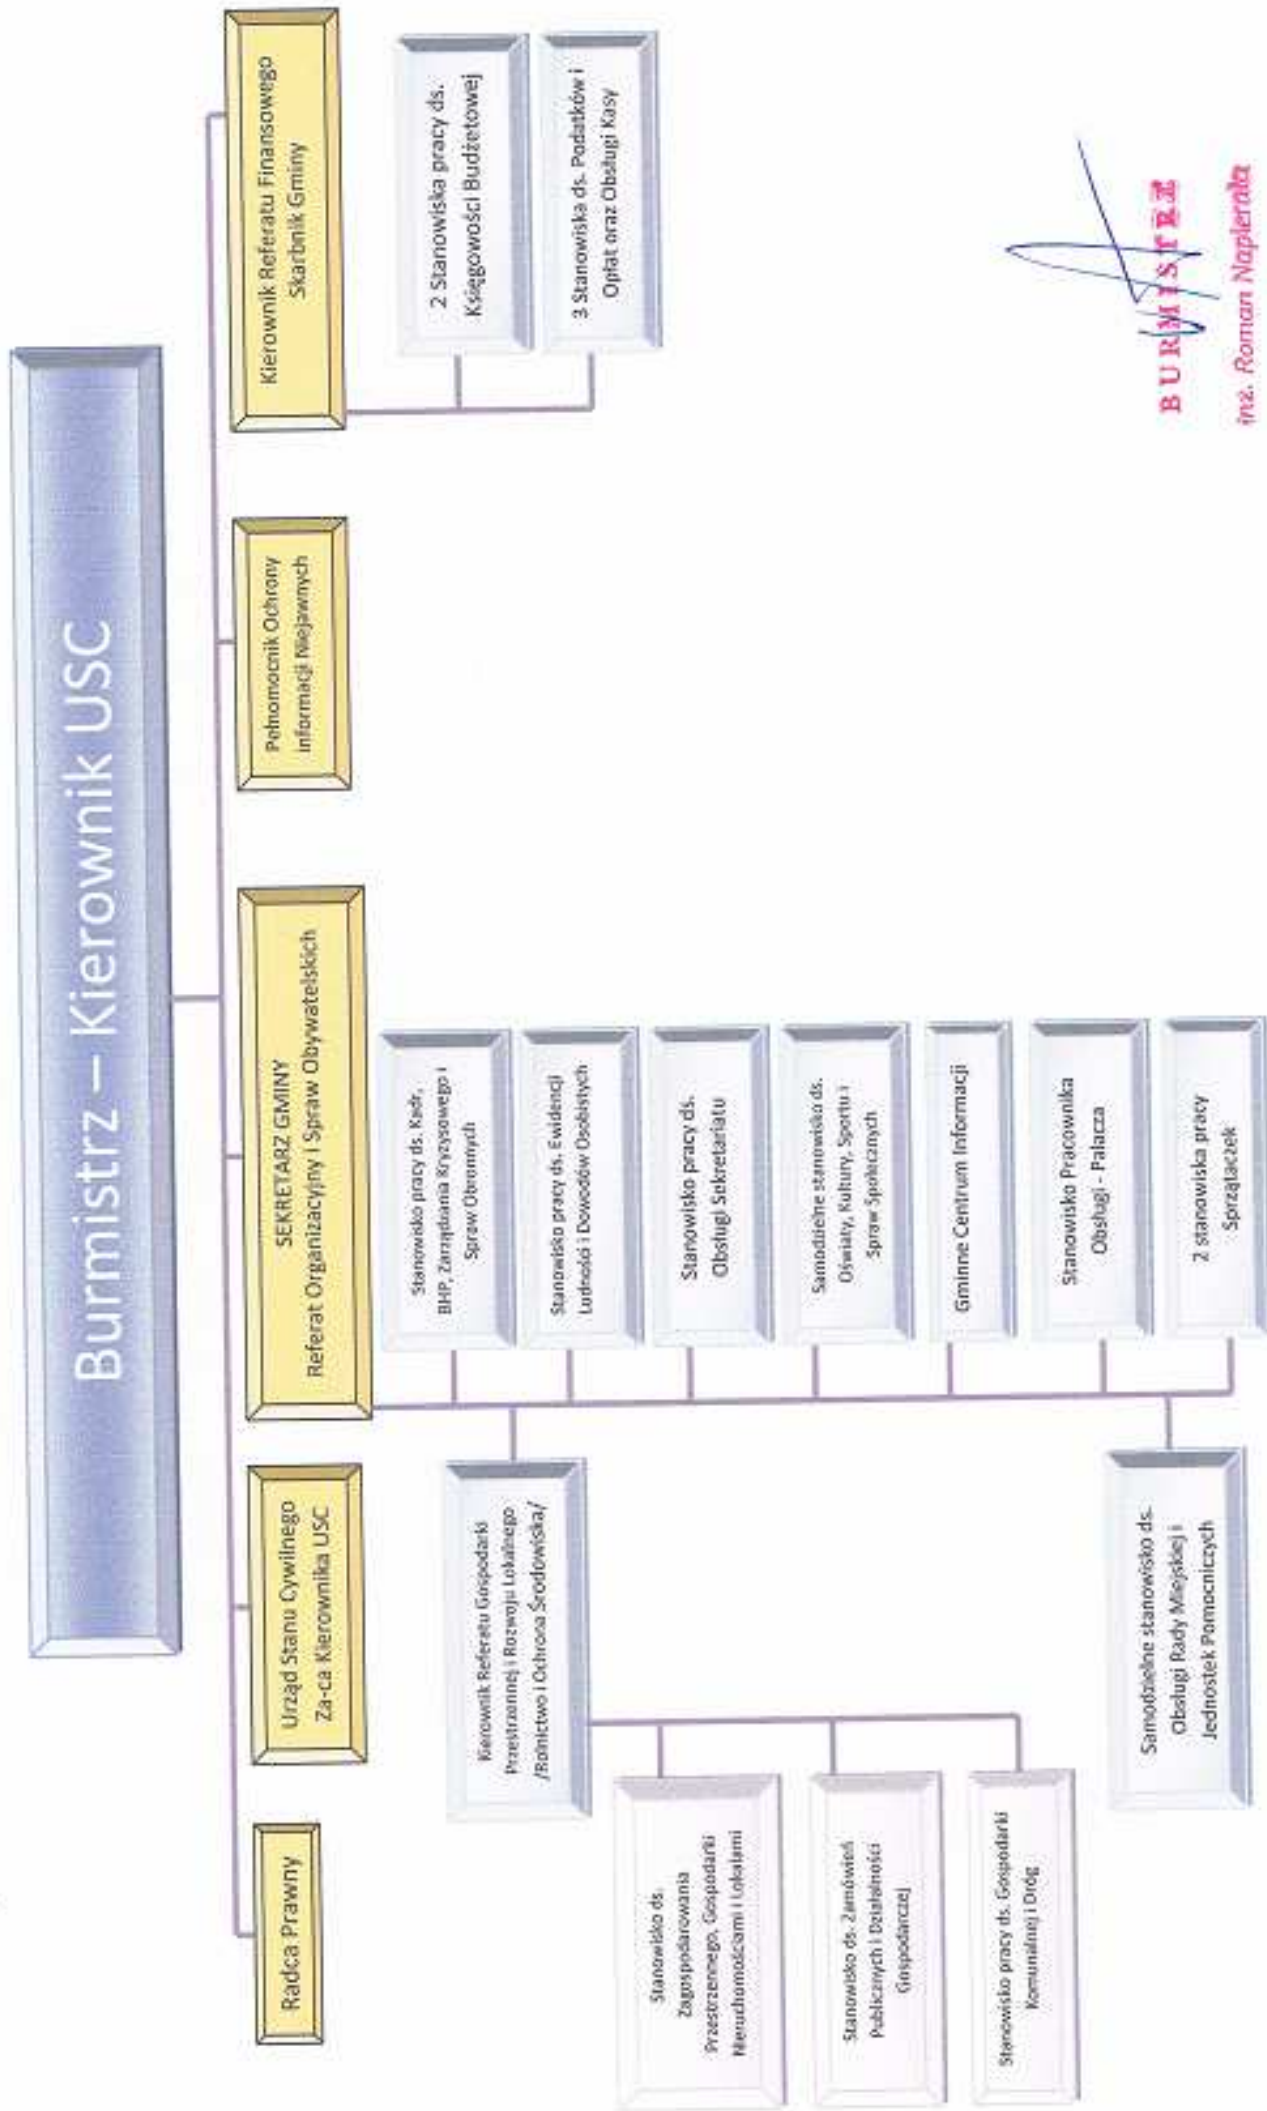 Burmistrz – Kierownik USC
Radca Prawny
Urząd Stanu Cywilnego
Za-ca Kierownika USC
SEKRETARZ GMINY
Referat Organizacyjny i Spraw Obywatelskich
Pełnomocnik Ochrony
Informacji Niejawnych
Kierownik Referatu Finansowego
Skarbnik Gminy
Kierownik Referatu Gospodarki
Przestrzennej i Rozwoju Lokalnego
/Rolnictwo i Ochrona Środowiska/
Stanowisko ds.
Zagospodarowania
Przestrzennego, Gospodarki
Nieruchomościami i Lokalami
Stanowisko ds. Zamówień
Publicznych i Działalności
Gospodarczej
Stanowisko pracy ds. Gospodarki
Komunalnej i Dróg
Samodzielne stanowisko ds.
Obsługi Rady Miejskiej i
Jednostek Pomocniczych
Stanowisko pracy ds. Kadr,
BHP, Zarządzania Kryzysowego i
Spraw Obronnych
Stanowisko pracy ds. Ewidencji
Ludności i Dowodów Osobistych
Stanowisko pracy ds.
Obsługi Sekretariatu
Samodzielne stanowisko ds.
Oświaty, Kultury, Sportu i
Spraw Społecznych
Gminne Centrum Informacji
Stanowisko Pracownika
Obsługi - Palacza
2 stanowiska pracy
Sprzątaczek
2 Stanowiska pracy ds.
Księgowości Budżetowej
3 Stanowiska ds. Podatków i
Opłat oraz Obsługi Kasy
BURMISTRZ
inż. Roman Napierała